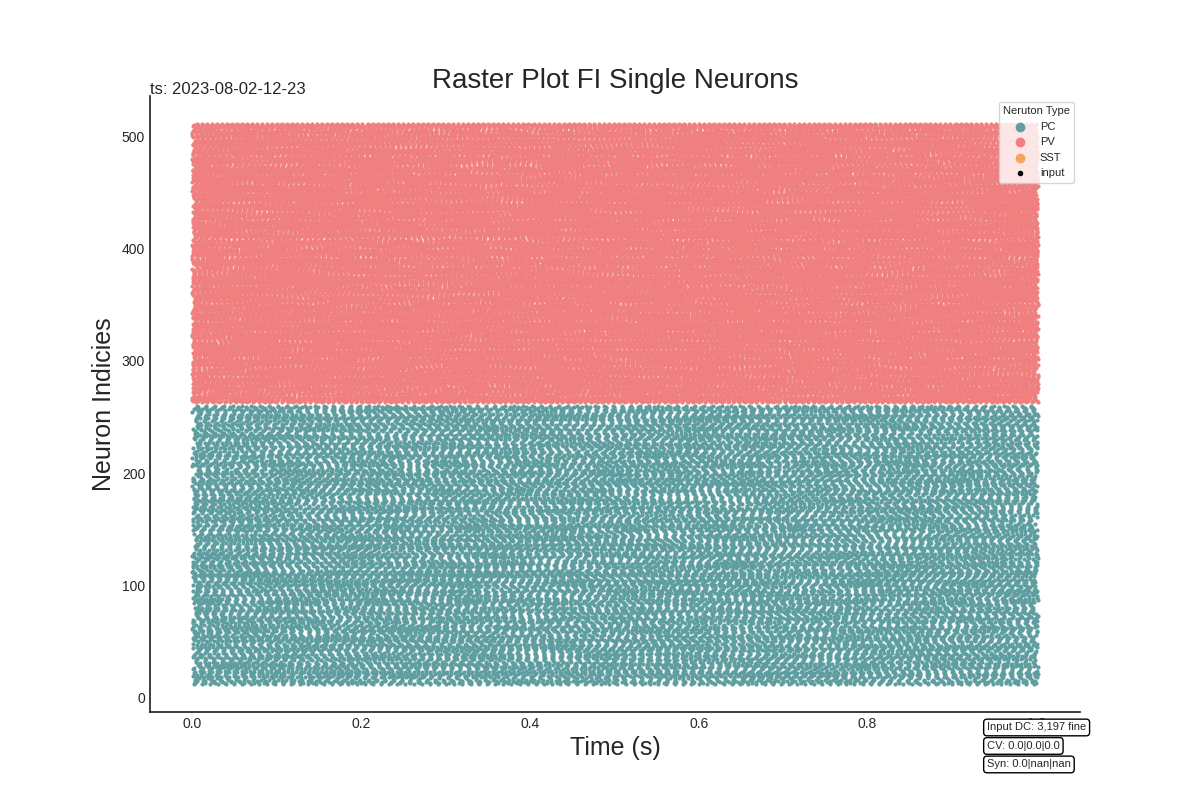 Raster Plot FI Single Neurons
ts: 2023-08-02-12-23
Neruton Type
PC
PV
SST
input
500
400
300
200
100
0
Neuron Indicies
0.0 0.2 0.4 0.6 0.8
Time (s)
Input DC: 3,197 fine
CV: 0.0|0.0|0.0
Syn: 0.0|nan|nan